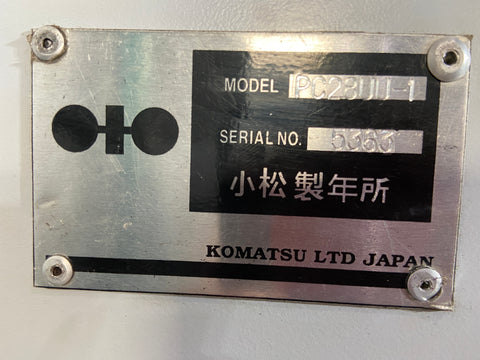 MODEL PC28UU-1
SERIAL NO. 5363
小松製年所
KOMATSU LTD JAPAN